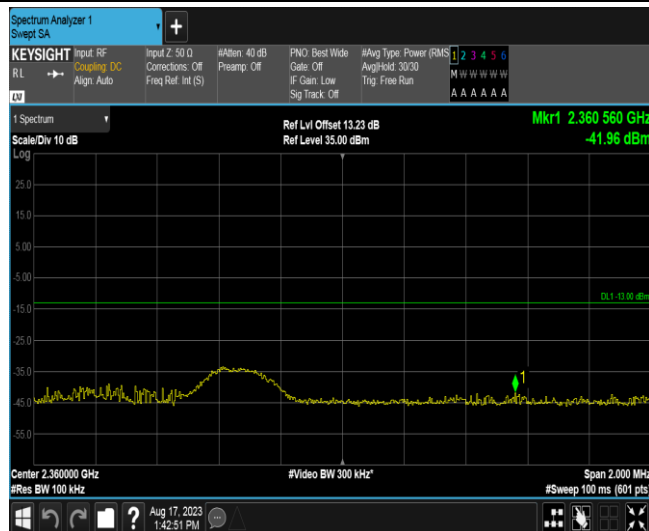 Spectrum Analyzer 1
Swept SA
+
KEYSIGHT
RL
Input: RF
Coupling: DC
Align: Auto
Input Z: 50 Ω
Corrections: Off
Freq Ref: Int (S)
#Atten: 40 dB
Preamp: Off
PNO: Best Wide
Gate: Off
IF Gain: Low
Sig Track: Off
#Avg Type: Power (RMS
Avg|Hold: 30/30
Trig: Free Run
1 2 3 4 5 6
M W W W W W
A A A A A A
LXI
1 Spectrum
Scale/Div 10 dB
Ref Lvl Offset 13.23 dB
Ref Level 35.00 dBm
Mkr1 2.360 560 GHz
-41.96 dBm
Log
25.0
15.0
5.00
-5.00
DL1 -13.00 dBm
-15.0
-25.0
-35.0
1
-45.0
-55.0
Center 2.360000 GHz
#Video BW 300 kHz*
Span 2.000 MHz
#Res BW 100 kHz
#Sweep 100 ms (601 pts)
?
Aug 17, 2023
1:42:51 PM